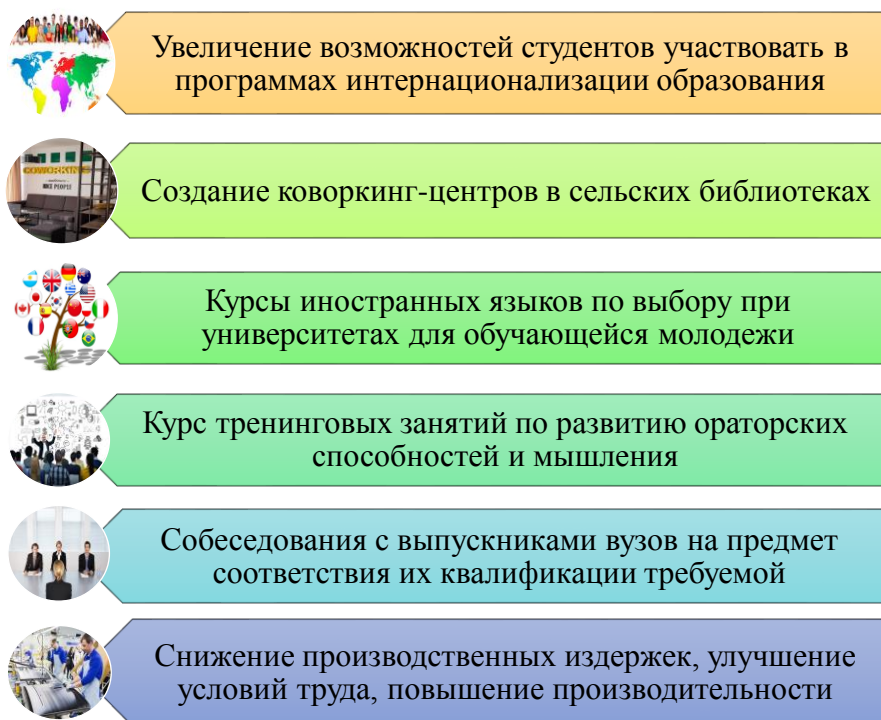 Увеличение возможностей студентов участвовать в
программах интернационализации образования
COWORKING
Создание коворкинг-центров в сельских библиотеках
Курсы иностранных языков по выбору при
университетах для обучающейся молодежи
Курс тренинговых занятий по развитию ораторских
способностей и мышления
Собеседования с выпускниками вузов на предмет
соответствия их квалификации требуемой
Снижение производственных издержек, улучшение
условий труда, повышение производительности